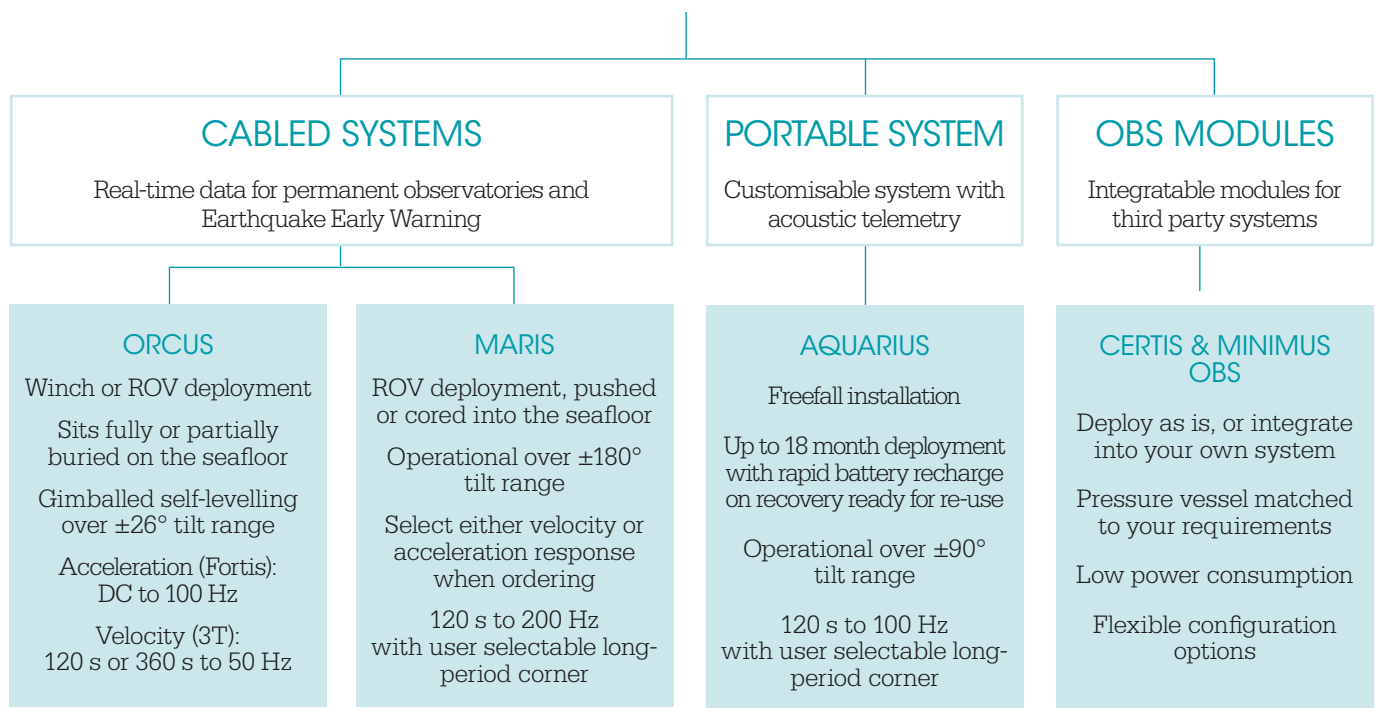 CABLED SYSTEMS
Real-time data for permanent observatories and
Earthquake Early Warning
PORTABLE SYSTEM
Customisable system with
acoustic telemetry
OBS MODULES
Integratable modules for
third party systems
ORCUS
Winch or ROV deployment
Sits fully or partially
buried on the seafloor
Gimballed self-levelling
over ±26° tilt range
Acceleration (Fortis):
DC to 100 Hz
Velocity (3T):
120 s or 360 s to 50 Hz
MARIS
ROV deployment, pushed
or cored into the seafloor
Operational over ±180°
tilt range
Select either velocity or
acceleration response
when ordering
120 s to 200 Hz
with user selectable long-
period corner
AQUARIUS
Freefall installation
Up to 18 month deployment
with rapid battery recharge
on recovery ready for re-use
Operational over ±90°
tilt range
120 s to 100 Hz
with user selectable long-
period corner
CERTIS & MINIMUS
OBS
Deploy as is, or integrate
into your own system
Pressure vessel matched
to your requirements
Low power consumption
Flexible configuration
options